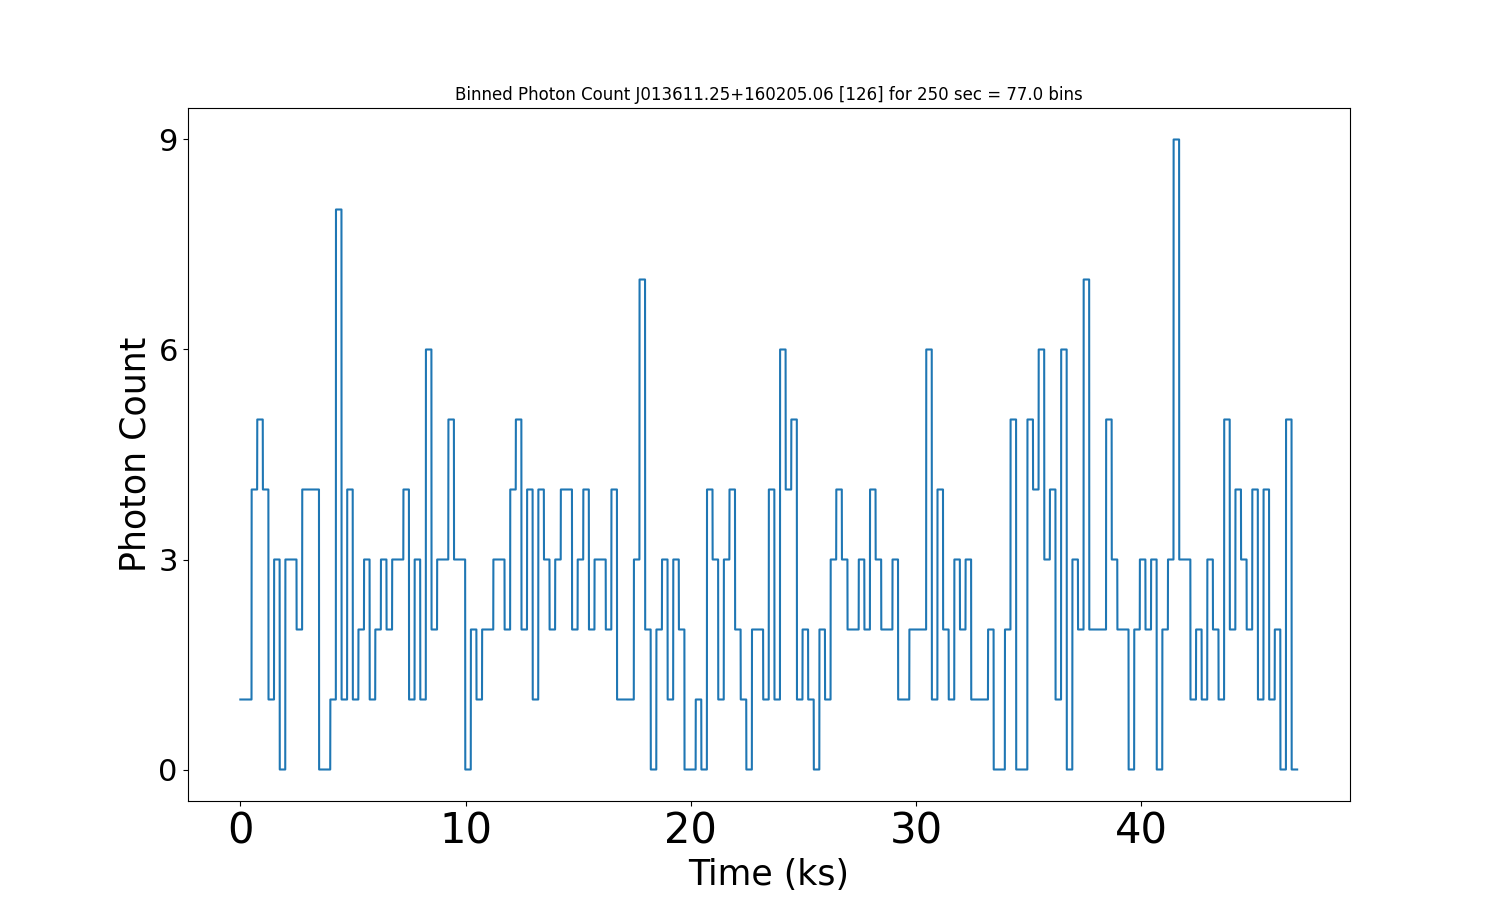 Binned Photon Count J013611.25+160205.06 [126] for 250 sec = 77.0 bins
9
6
3
0
Photon Count
0 10 20 30 40
Time (ks)